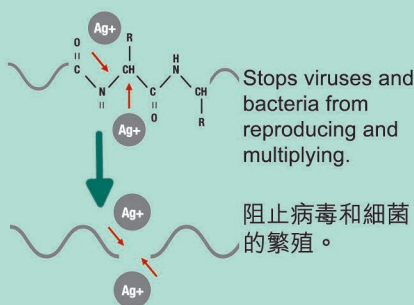 Ag+
O
R
H
C
CH
N
C
CH
N
H
O
R
Ag+
Stops viruses and
bacteria from
reproducing and
multiplying.
Ag+
阻止病毒和細菌
的繁殖。
Ag+